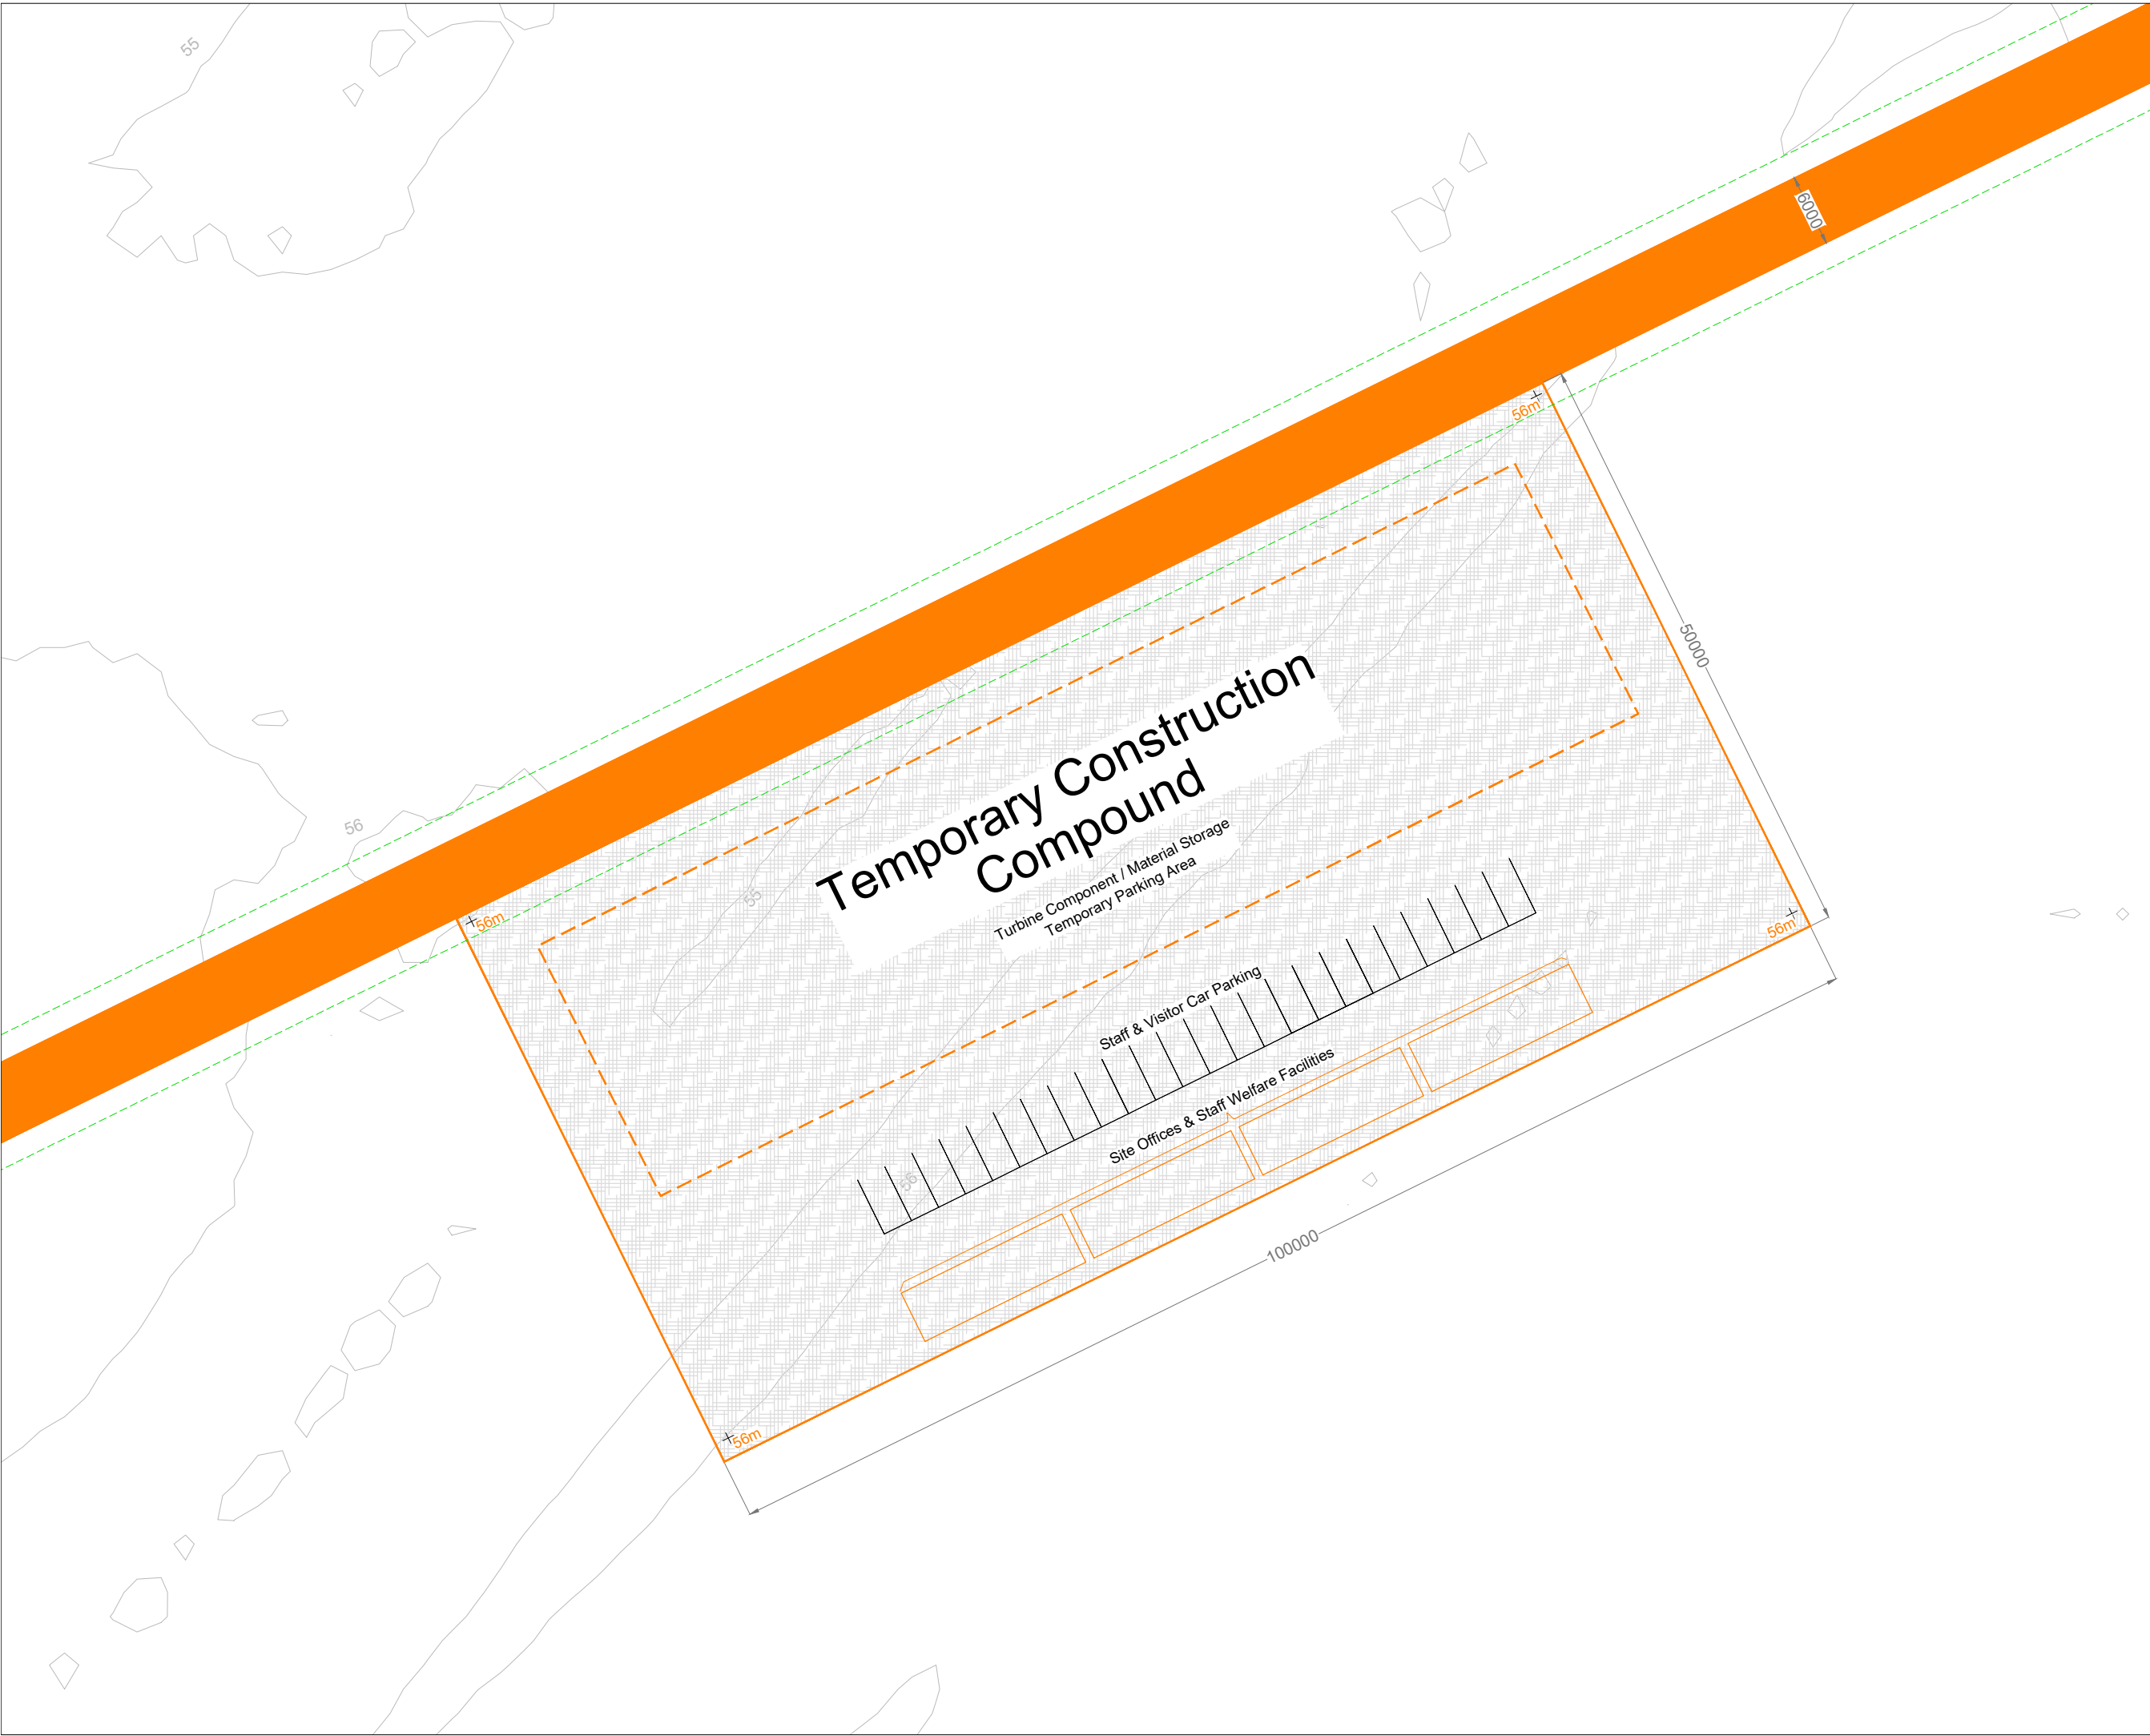 55
6000
56m
50000
Temporary Construction
Compound
Turbine Component / Material Storage
Temporary Parking Area
56
55
56m
56m
Staff & Visitor Car Parking
Site Offices & Staff Welfare Facilities
56
100000
56m